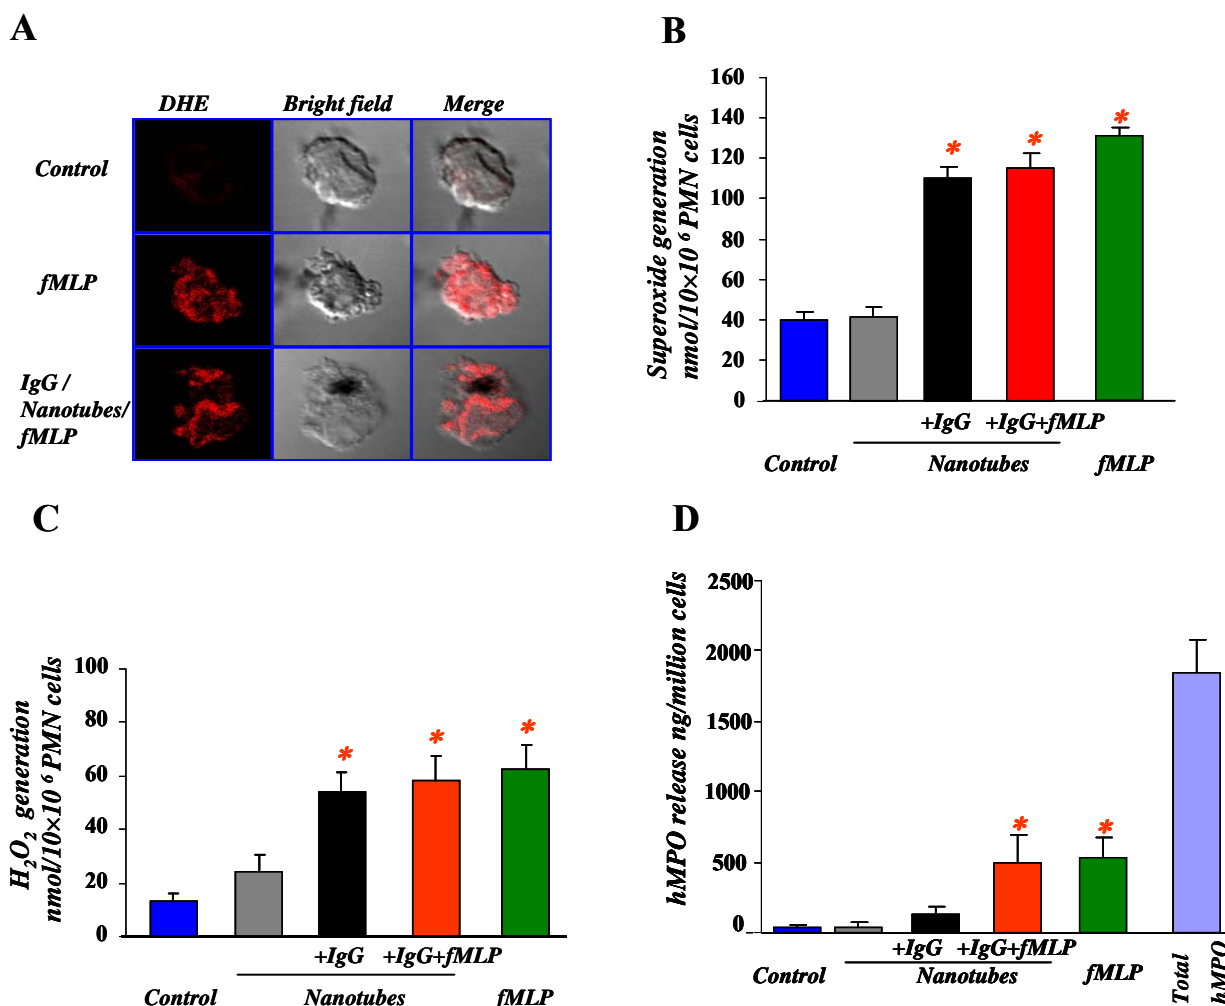 A
DHE Bright field Merge
Control
fMLP
IgG /
Nanotubes/
fMLP
B
Superoxide generation
nmol/10×10 6 PMN cells
160
140
120
100
80
60
40
20
0
* * *
+IgG +IgG+fMLP
Control Nanotubes fMLP
C
H2O2 generation
nmol/10×10 6 PMN cells
100
80
60
40
20
0
* * *
+IgG +IgG+fMLP
Control Nanotubes fMLP
D
hMPO release ng/million cells
2500
2000
1500
1000
500
0
* *
+IgG +IgG+fMLP
Control Nanotubes fMLP
Total
hMPO